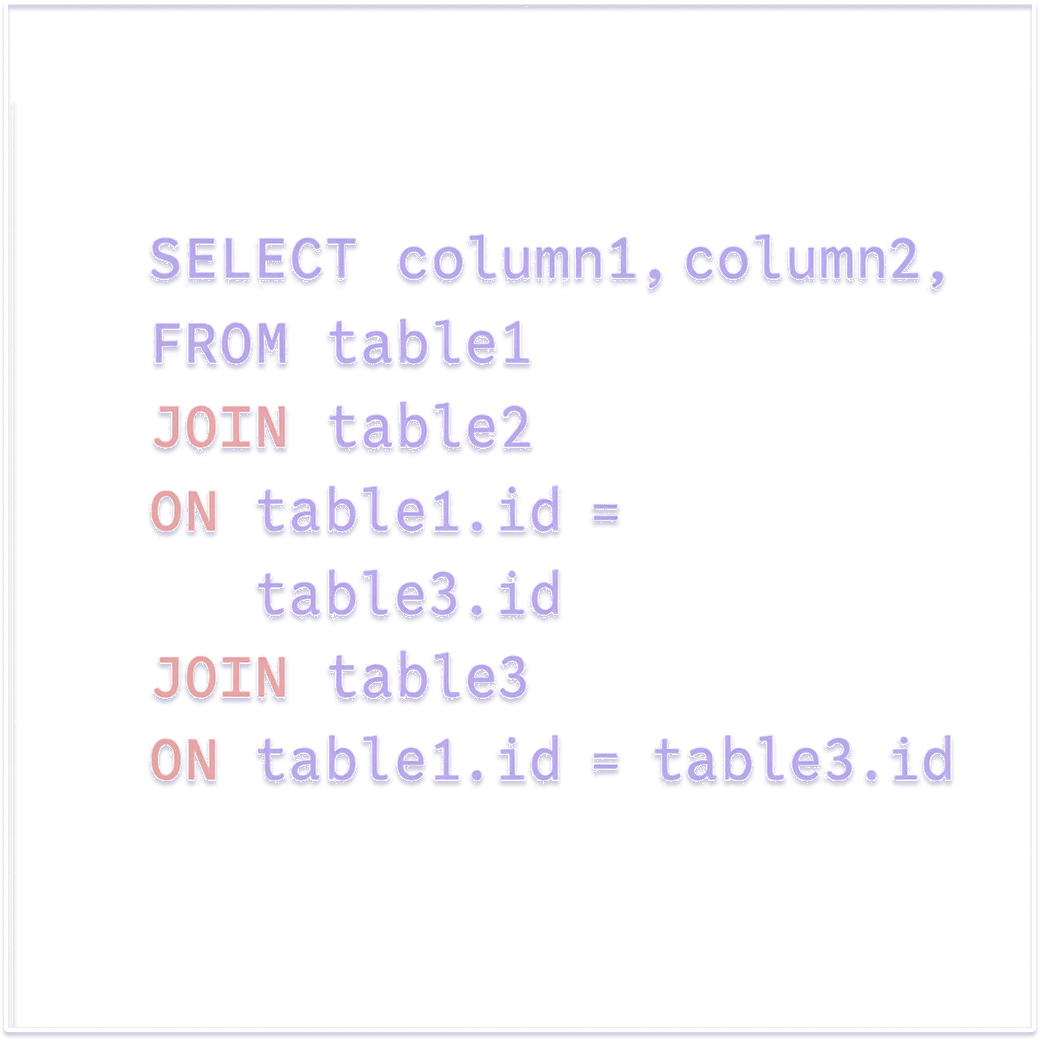 SELECT column1, column2,
FROM table1
JOIN table2
ON table1.id =
table3.id
JOIN table3
ON table1.id = table3.id